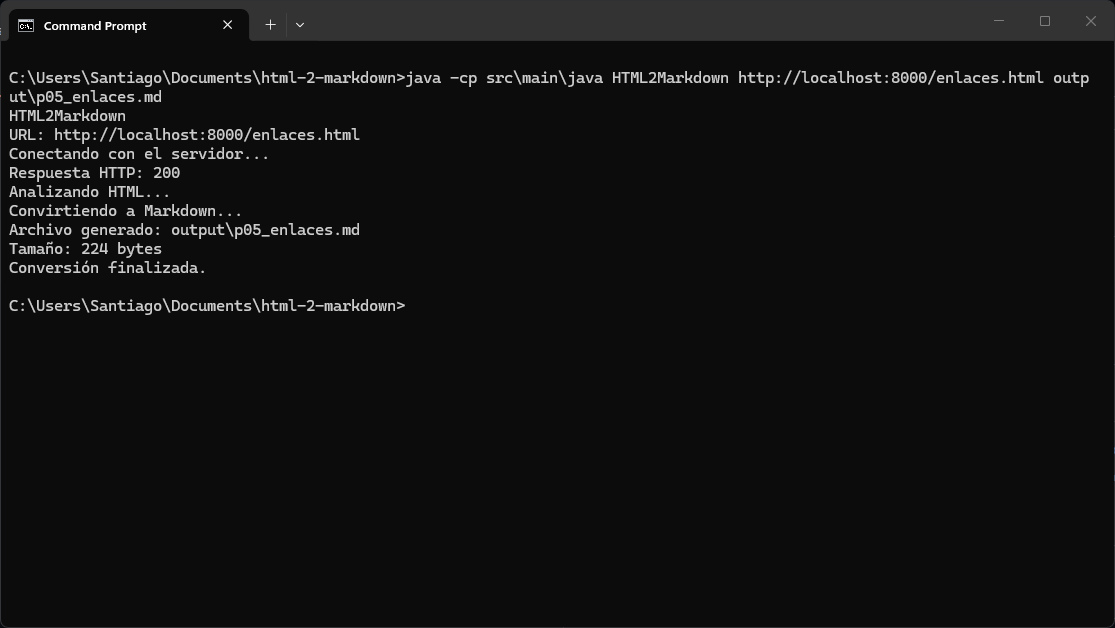 Command Prompt
C:\Users\Santiago\Documents\html-2-markdown>java -cp src\main\java HTML2Markdown http://localhost:8000/enlaces.html outp
ut\p05_enlaces.md
HTML2Markdown
URL: http://localhost:8000/enlaces.html
Conectando con el servidor...
Respuesta HTTP: 200
Analizando HTML...
Convirtiendo a Markdown...
Archivo generado: output\p05_enlaces.md
Tamaño: 224 bytes
Conversión finalizada.
C:\Users\Santiago\Documents\html-2-markdown>